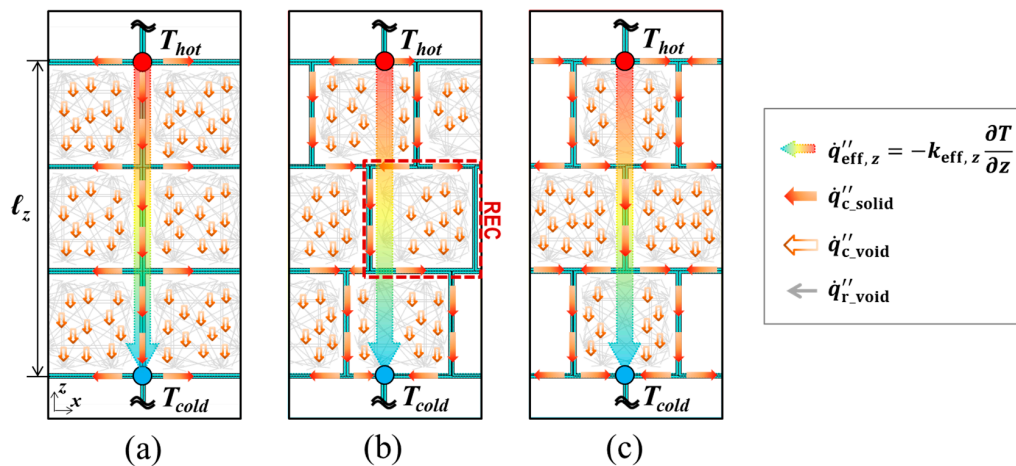 T_hot
T_hot
T_hot
ℓ_z
REC
z
x
T_cold
T_cold
T_cold
(a)
(b)
(c)
q̇''_eff, z = −k_eff, z ∂T/∂z
q̇''_c_solid
q̇''_c_void
q̇''_r_void